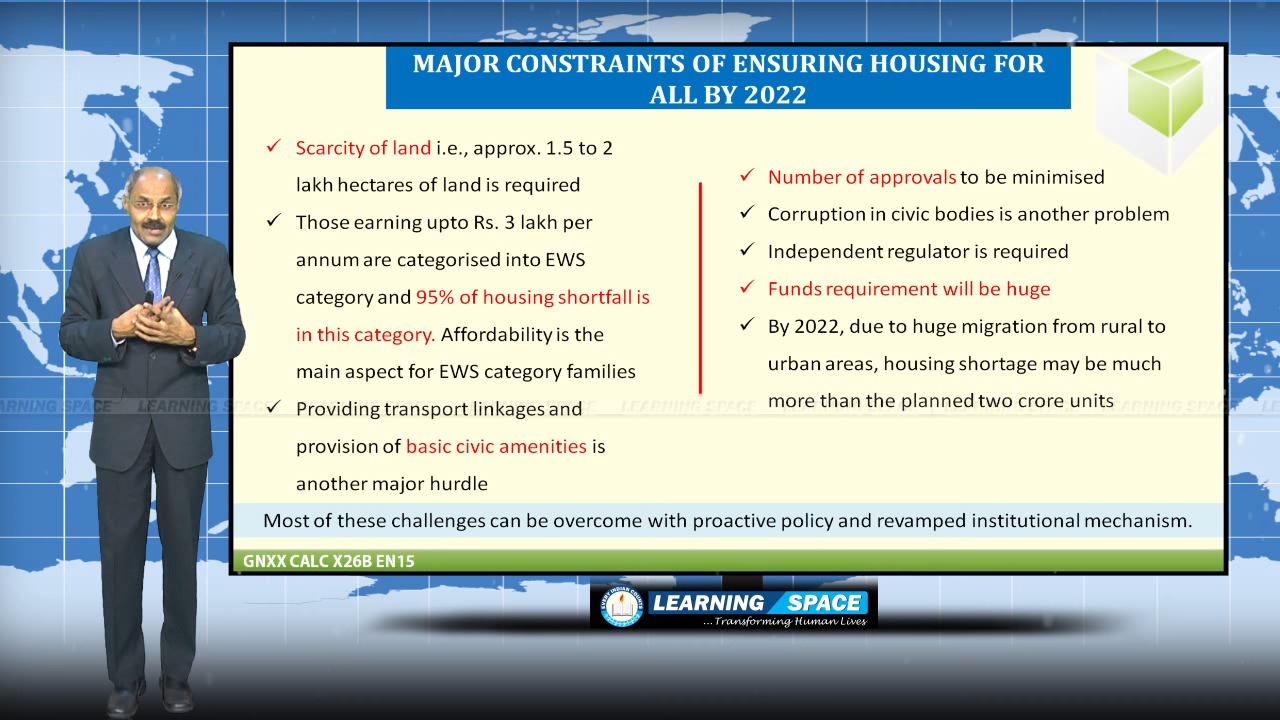 MAJOR CONSTRAINTS OF ENSURING HOUSING FOR
ALL BY 2022
Scarcity of land i.e., approx. 1.5 to 2
lakh hectares of land is required
Those earning upto Rs. 3 lakh per
annum are categorised into EWS
category and 95% of housing shortfall is
in this category. Affordability is the
main aspect for EWS category families
Providing transport linkages and
provision of basic civic amenities is
another major hurdle
Number of approvals to be minimised
Corruption in civic bodies is another problem
Independent regulator is required
Funds requirement will be huge
By 2022, due to huge migration from rural to
urban areas, housing shortage may be much
more than the planned two crore units
Most of these challenges can be overcome with proactive policy and revamped institutional mechanism.
GNXX CALC X26B EN15
EVERY INDIAN COUNTS
LEARNING SPACE
...Transforming Human Lives